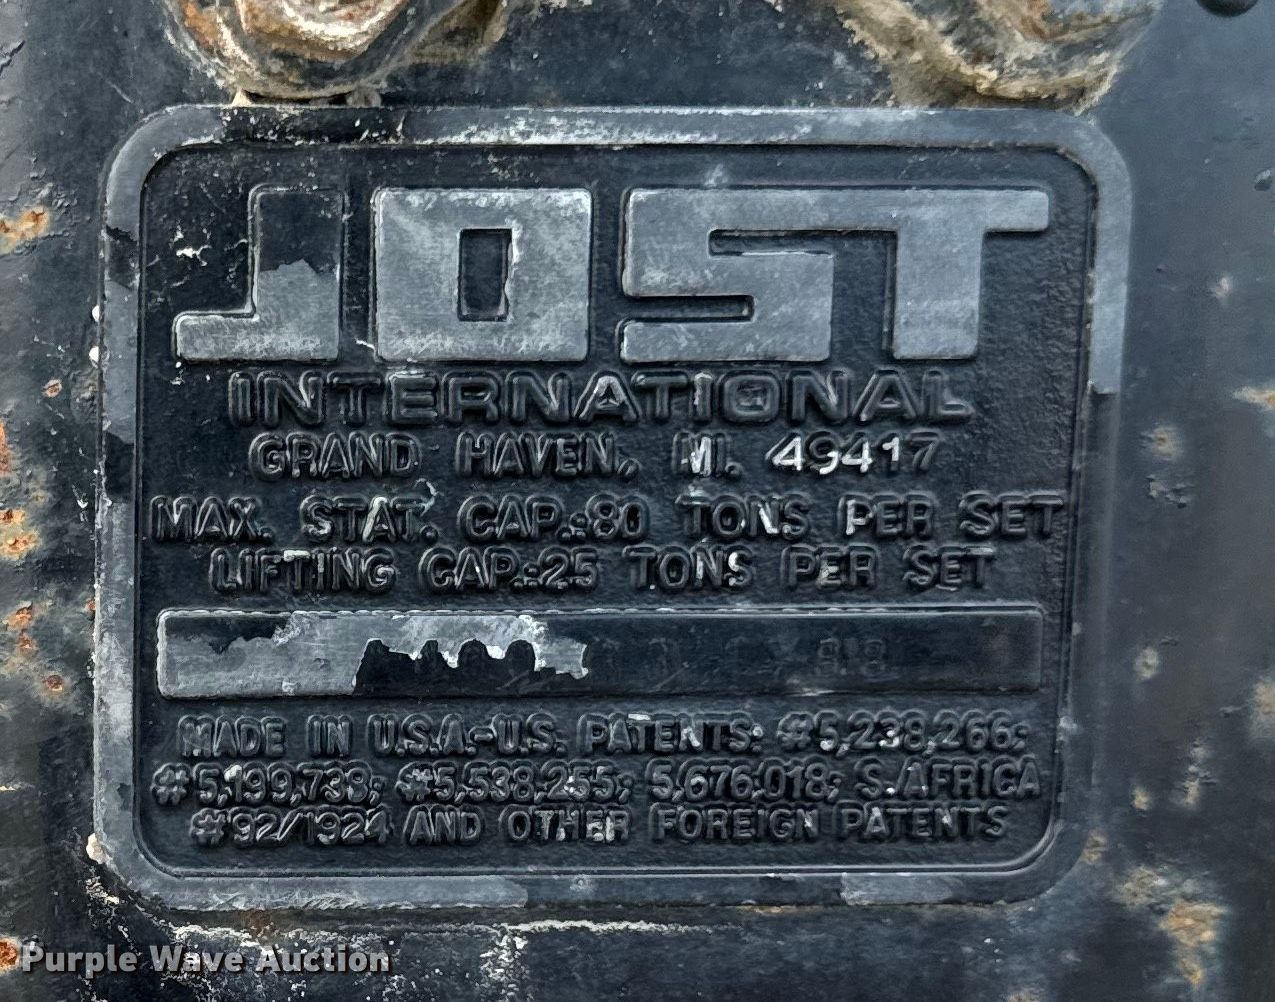 JOST
INTERNATIONAL
GRAND HAVEN, MI. 49417
MAX. STAT. CAP.:80 TONS PER SET
LIFTING CAP.:25 TONS PER SET
MADE IN U.S.A.-U.S. PATENTS: #5,238,266;
#5,199,738; #5,538,255; 5,676,018; S.AFRICA
#92/1924 AND OTHER FOREIGN PATENTS
Purple Wave Auction